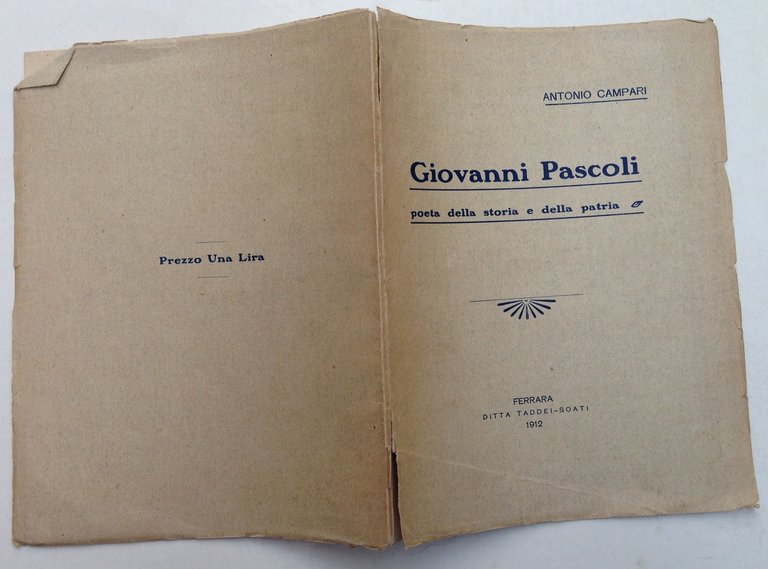 Prezzo Una Lira
ANTONIO CAMPARI
Giovanni Pascoli
poeta della storia e della patria
FERRARA
DITTA TADDEI-SOATI
1912